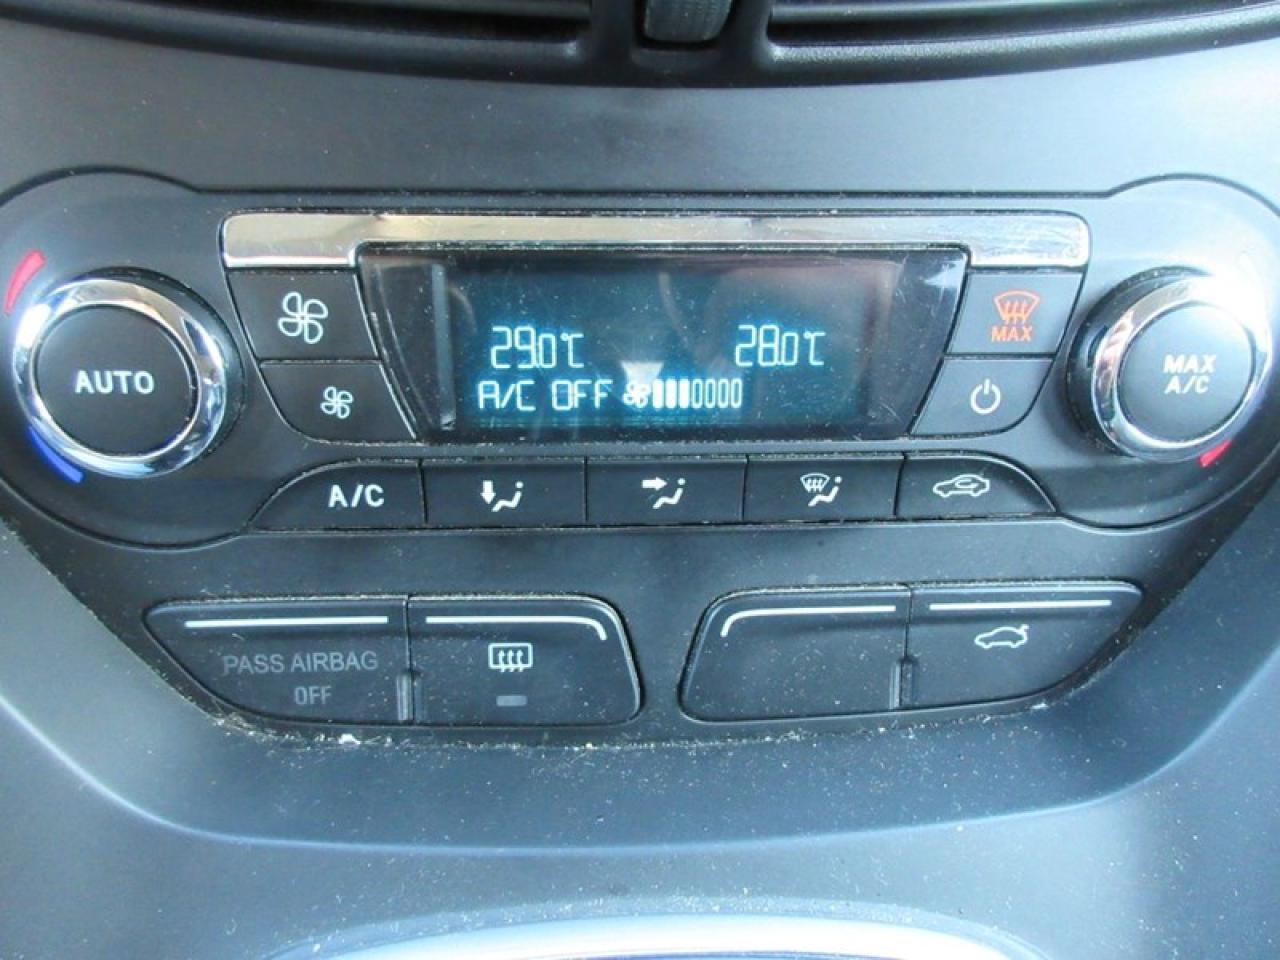 29.0°C 28.0°C
A/C OFF
MAX
AUTO
MAX
A/C
A/C
PASS AIRBAG
OFF